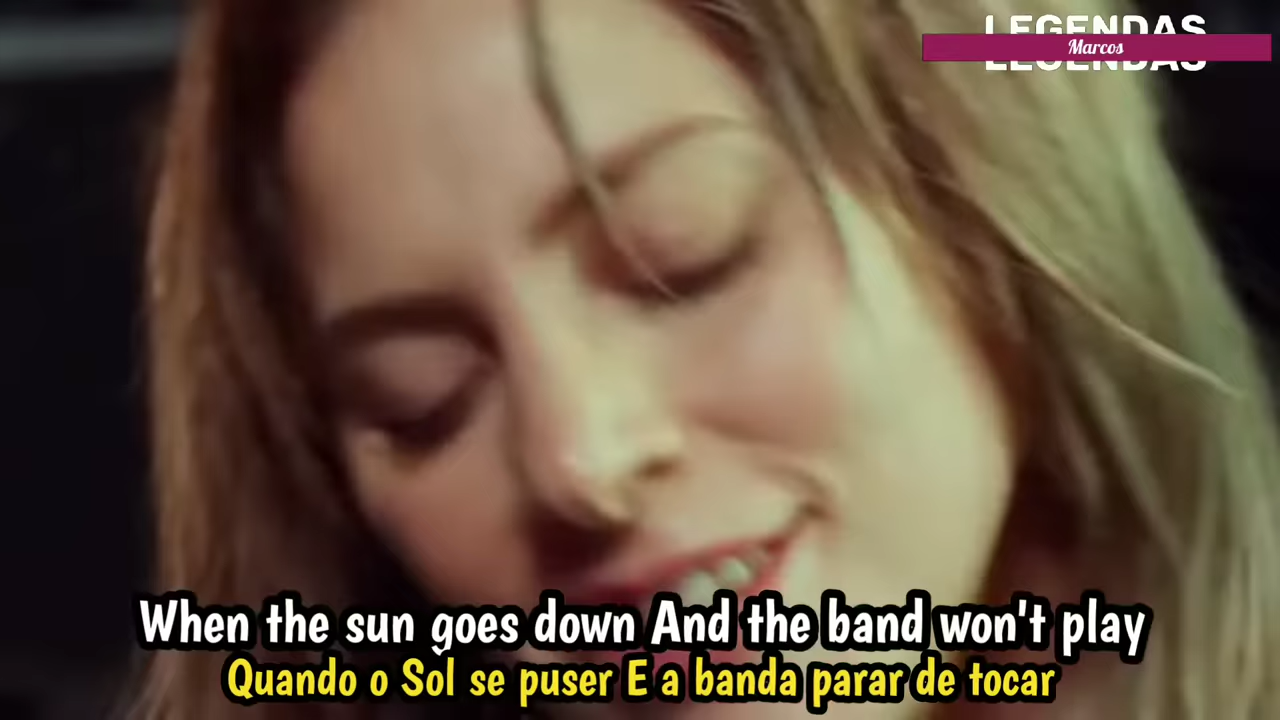 LEGENDAS
Marcos
LEGENDAS
When the sun goes down And the band won't play
Quando o Sol se puser E a banda parar de tocar